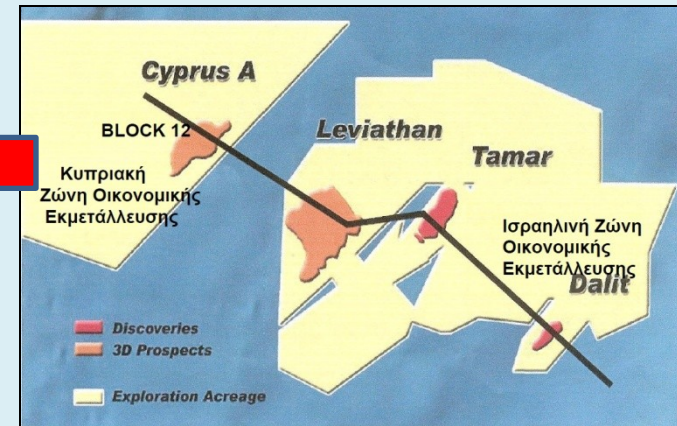 Cyprus A
BLOCK 12
Κυπριακή
Ζώνη Οικονομικής
Εκμετάλλευσης
Leviathan
Tamar
Ισραηλινή Ζώνη
Οικονομικής
Εκμετάλλευσης
Dalit
Discoveries
3D Prospects
Exploration Acreage